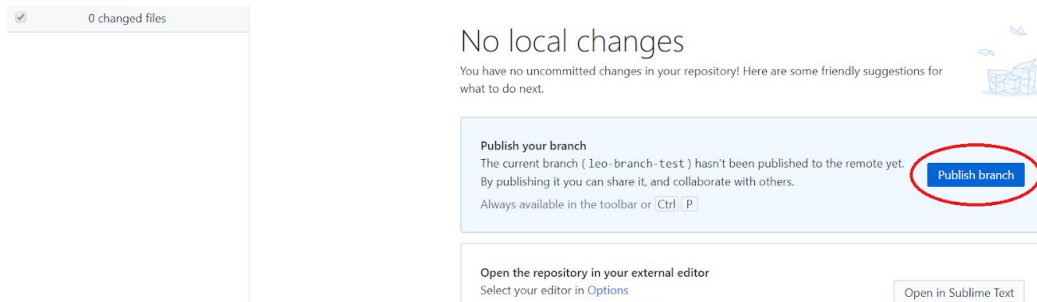 0 changed files
No local changes
You have no uncommitted changes in your repository! Here are some friendly suggestions for
what to do next.
Publish your branch
The current branch ( leo-branch-test ) hasn't been published to the remote yet.
By publishing it you can share it, and collaborate with others.
Always available in the toolbar or Ctrl P
Publish branch
Open the repository in your external editor
Select your editor in Options
Open in Sublime Text